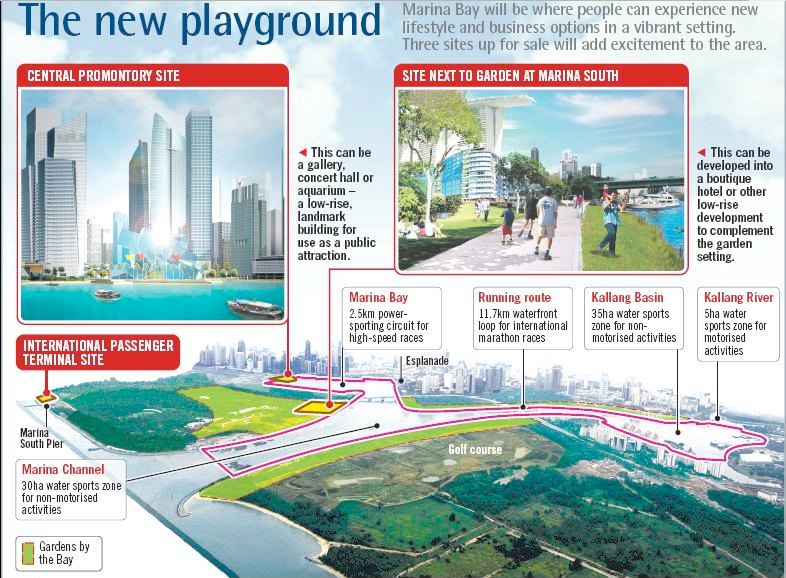 The new playground
Marina Bay will be where people can experience new
lifestyle and business options in a vibrant setting.
Three sites up for sale will add excitement to the area.
CENTRAL PROMONTORY SITE
◄ This can be
a gallery,
concert hall or
aquarium –
a low-rise,
landmark
building for
use as a public
attraction.
SITE NEXT TO GARDEN AT MARINA SOUTH
◄ This can be
developed into
a boutique
hotel or other
low-rise
development
to complement
the garden
setting.
Marina Bay
2.5km power-
sporting circuit for
high-speed races
Running route
11.7km waterfront
loop for international
marathon races
Kallang Basin
35ha water sports
zone for non-
motorised activities
Kallang River
5ha water
sports zone for
motorised
activities
INTERNATIONAL PASSENGER
TERMINAL SITE
Esplanade
Marina
South Pier
Golf course
Marina Channel
30ha water sports zone
for non-motorised
activities
Gardens by
the Bay